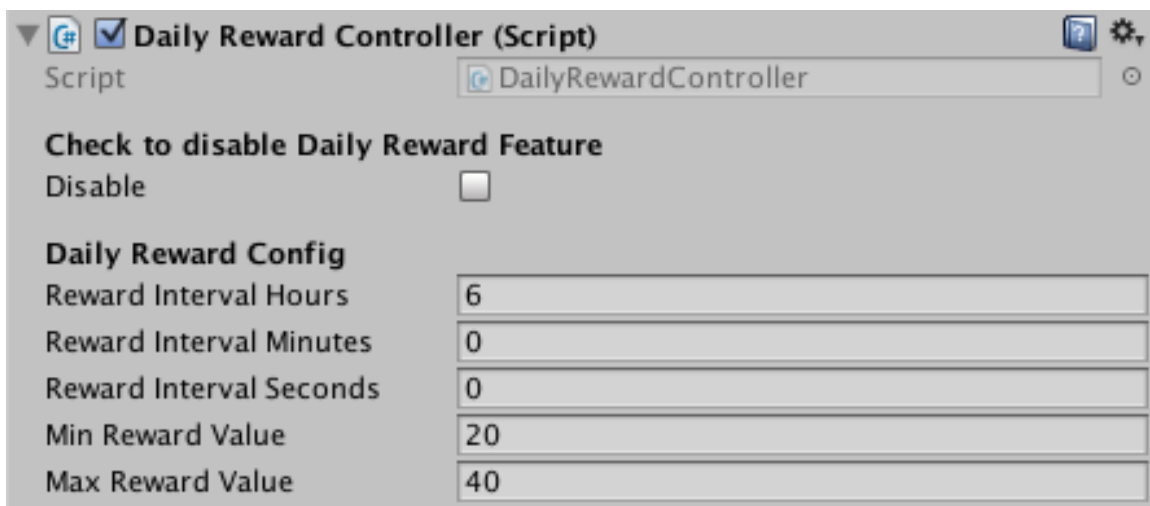 Daily Reward Controller (Script)
Script DailyRewardController
Check to disable Daily Reward Feature
Disable
Daily Reward Config
Reward Interval Hours 6
Reward Interval Minutes 0
Reward Interval Seconds 0
Min Reward Value 20
Max Reward Value 40